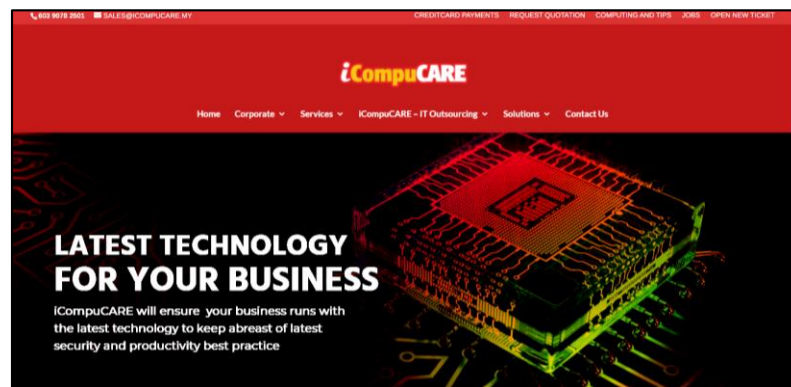 603 9078 2501 SALES@ICOMPUCARE.MY CREDITCARD PAYMENTS REQUEST QUOTATION COMPUTING AND TIPS JOBS OPEN NEW TICKET
iCompuCARE
Home Corporate Services iCompuCARE – IT Outsourcing Solutions Contact Us
LATEST TECHNOLOGY
FOR YOUR BUSINESS
iCompuCARE will ensure your business runs with
the latest technology to keep abreast of latest
security and productivity best practice